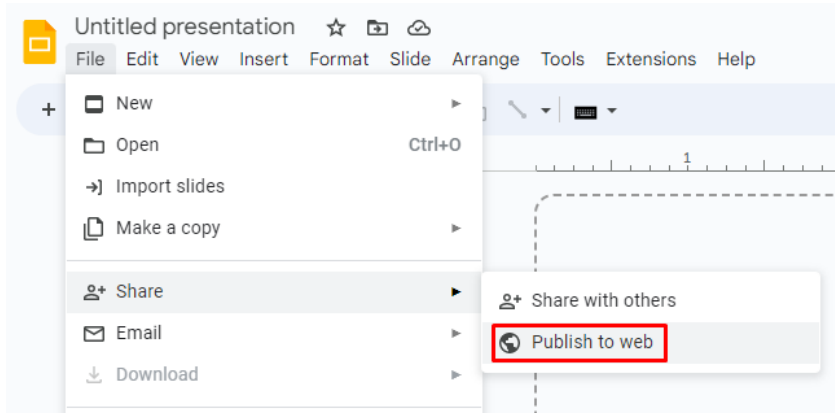 Untitled presentation
File Edit View Insert Format Slide Arrange Tools Extensions Help
New
Open Ctrl+O
1
Import slides
Make a copy
Share
Share with others
Email
Publish to web
Download